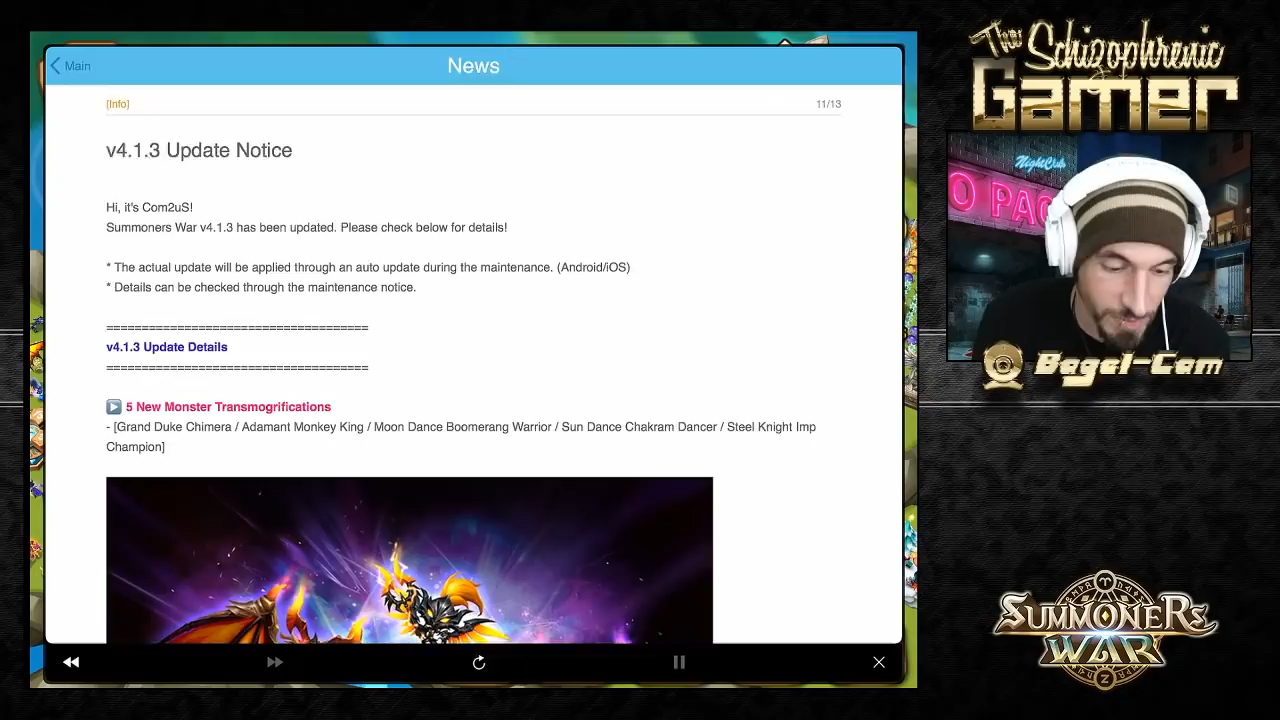 Main
News
[Info]
11/13
v4.1.3 Update Notice
Hi, it's Com2uS!
Summoners War v4.1.3 has been updated. Please check below for details!
* The actual update will be applied through an auto update during the maintenance. (Android/iOS)
* Details can be checked through the maintenance notice.
=====================================
v4.1.3 Update Details
=====================================
5 New Monster Transmogrifications
- [Grand Duke Chimera / Adamant Monkey King / Moon Dance Boomerang Warrior / Sun Dance Chakram Dancer / Steel Knight Imp
Champion]
The Schizophrenic
Gamer
NightClub
O PAC
Bagel-Cam
SUMMONERS
WAR